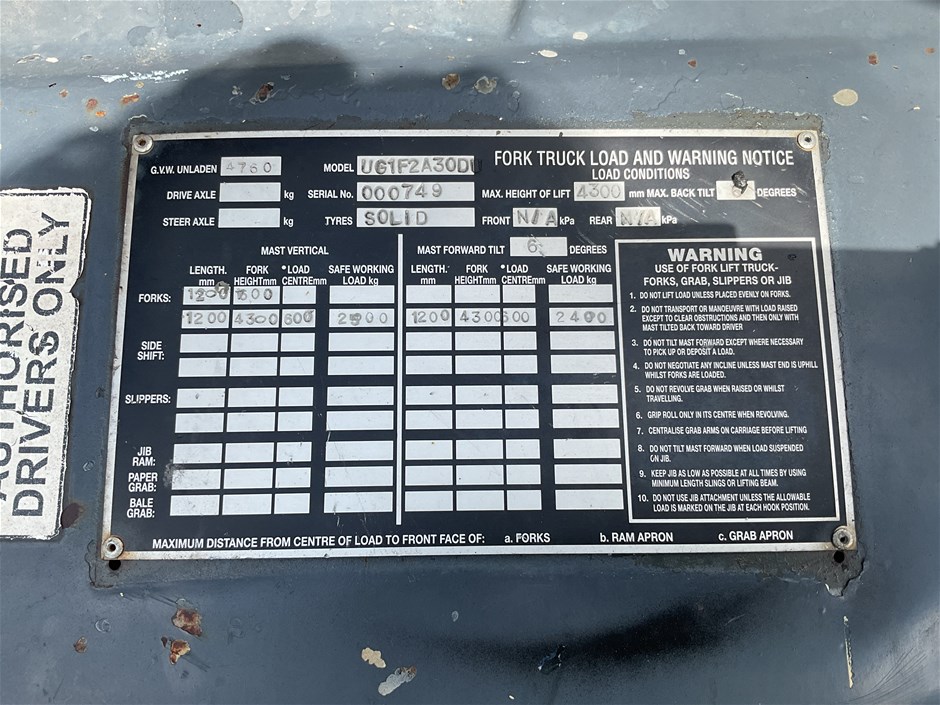 AUTHORISED
DRIVERS ONLY
FORK TRUCK LOAD AND WARNING NOTICE
LOAD CONDITIONS
G.V.W. UNLADEN 4760 MODEL UG1F2A30DU
DRIVE AXLE kg SERIAL No. 000749 MAX. HEIGHT OF LIFT 4300 mm MAX. BACK TILT DEGREES
STEER AXLE kg TYRES SOLID FRONT N/A kPa REAR N/A kPa
MAST VERTICAL
MAST FORWARD TILT 6 DEGREES
LENGTH. mm FORK HEIGHTmm *LOAD CENTREmm SAFE WORKING LOAD kg
LENGTH. mm FORK HEIGHTmm *LOAD CENTREmm SAFE WORKING LOAD kg
FORKS: 1200 600
1200 4300 600 1200 4300 600 2400
SIDE
SHIFT:
SLIPPERS:
JIB
RAM:
PAPER
GRAB:
BALE
GRAB:
WARNING
USE OF FORK LIFT TRUCK-
FORKS, GRAB, SLIPPERS OR JIB
1. DO NOT LIFT LOAD UNLESS PLACED EVENLY ON FORKS.
2. DO NOT TRANSPORT OR MANOEUVRE WITH LOAD RAISED
EXCEPT TO CLEAR OBSTRUCTIONS AND THEN ONLY WITH
MAST TILTED BACK TOWARD DRIVER
3. DO NOT TILT MAST FORWARD EXCEPT WHERE NECESSARY
TO PICK UP OR DEPOSIT A LOAD.
4. DO NOT NEGOTIATE ANY INCLINE UNLESS MAST END IS UPHILL
WHILST FORKS ARE LOADED.
5. DO NOT REVOLVE GRAB WHEN RAISED OR WHILST
TRAVELLING.
6. GRIP ROLL ONLY IN ITS CENTRE WHEN REVOLVING.
7. CENTRALISE GRAB ARMS ON CARRIAGE BEFORE LIFTING
8. DO NOT TILT MAST FORWARD WHEN LOAD SUSPENDED
ON JIB.
9. KEEP JIB AS LOW AS POSSIBLE AT ALL TIMES BY USING
MINIMUM LENGTH SLINGS OR LIFTING BEAM.
10. DO NOT USE JIB ATTACHMENT UNLESS THE ALLOWABLE
LOAD IS MARKED ON THE JIB AT EACH HOOK POSITION.
MAXIMUM DISTANCE FROM CENTRE OF LOAD TO FRONT FACE OF: a. FORKS b. RAM APRON c. GRAB APRON